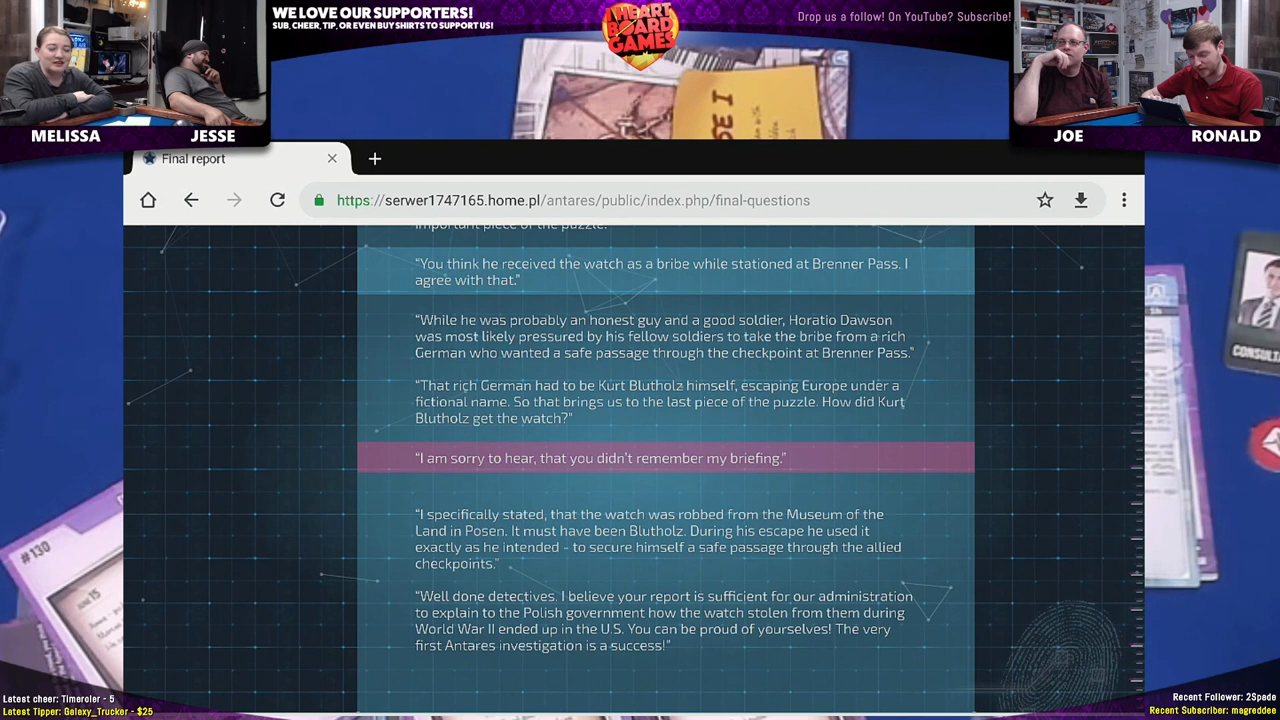 WE LOVE OUR SUPPORTERS!
SUB, CHEER, TIP, OR EVEN BUY SHIRTS TO SUPPORT US!
I HEART
BOARD
GAMES
Drop us a follow! On YouTube? Subscribe!
MELISSA
JESSE
JOE
RONALD
Final report
https://serwer1747165.home.pl/antares/public/index.php/final-questions
important piece of the puzzle.
“You think he received the watch as a bribe while stationed at Brenner Pass. I
agree with that.”
“While he was probably an honest guy and a good soldier, Horatio Dawson
was most likely pressured by his fellow soldiers to take the bribe from a rich
German who wanted a safe passage through the checkpoint at Brenner Pass.”
“That rich German had to be Kurt Blutholz himself, escaping Europe under a
fictional name. So that brings us to the last piece of the puzzle. How did Kurt
Blutholz get the watch?”
“I am sorry to hear, that you didn’t remember my briefing.”
“I specifically stated, that the watch was robbed from the Museum of the
Land in Posen. It must have been Blutholz. During his escape he used it
exactly as he intended - to secure himself a safe passage through the allied
checkpoints.”
“Well done detectives. I believe your report is sufficient for our administration
to explain to the Polish government how the watch stolen from them during
World War II ended up in the U.S. You can be proud of yourselves! The very
first Antares investigation is a success!”
Latest cheer: Timeroler - 5
Latest Tipper: Galaxy_Trucker - $25
Recent Follower: 2Spade
Recent Subscriber: magreddee